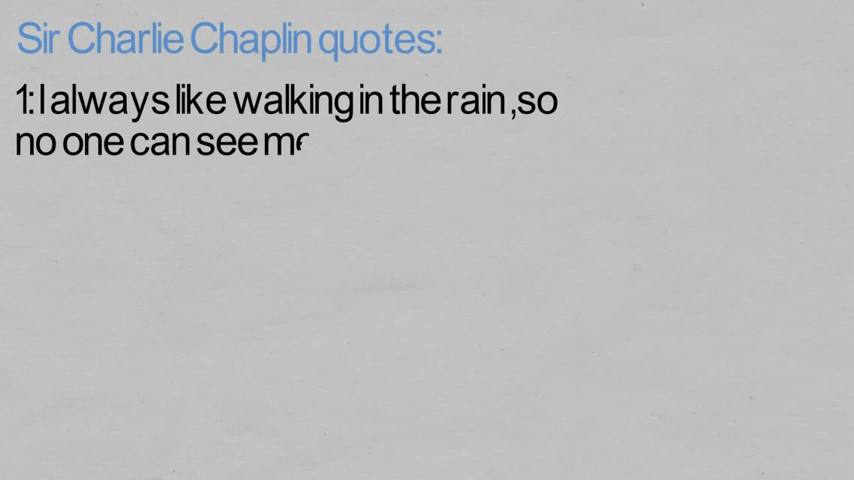 Sir Charlie Chaplin quotes:
1:I always like walking in the rain ,so
no one can see